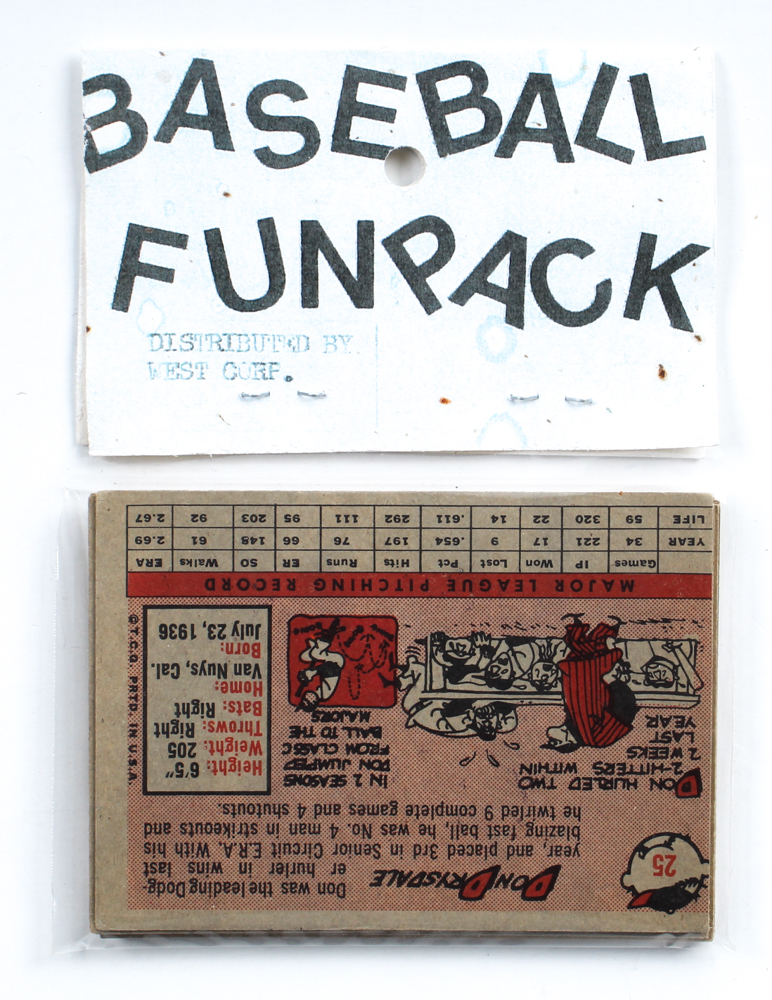 BASEBALL
FUNPACK
DISTRIBUTED BY
WEST CORP.
25
DON DRYSDALE
Don was the leading Dodg-
er hurler in wins last
year, and placed 3rd in Senior Circuit E.R.A. With his
blazing fast ball, he was No. 4 man in strikeouts and
he twirled 9 complete games and 4 shutouts.
DON HURLED TWO
2-HITTERS WITHIN
2 WEEKS
LAST
YEAR
IN 2 SEASONS
DON JUMPED
FROM CLASS C
BALL TO THE
MAJORS
Height: 6'5"
Weight: 205
Throws: Right
Bats: Right
Home:
Van Nuys, Cal.
Born:
July 23, 1936
© T.C.G. PRTD. IN U.S.A.
MAJOR LEAGUE PITCHING RECORD
Games IP Won Lost Pct Hits Runs ER SO Walks ERA
YEAR 34 221 17 9 .654 197 76 66 148 61 2.69
LIFE 59 320 22 14 .611 292 111 95 203 92 2.67